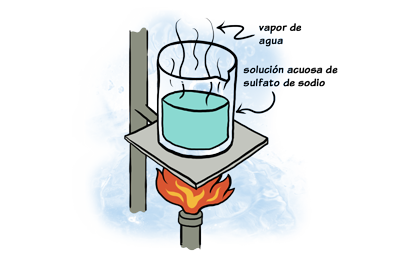 vapor de
agua
solución acuosa de
sulfato de sodio